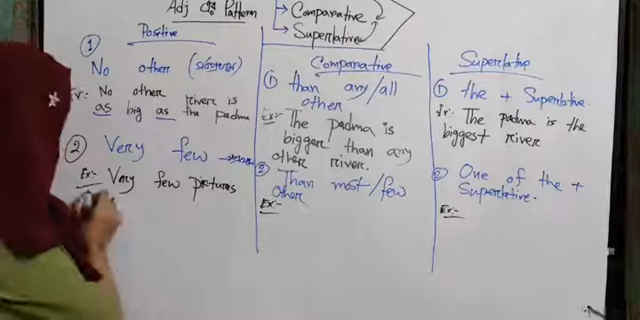 Adj এর Pattern
Comparative
Superlative
Positive
1
No other
Ex: No other river is
as big as the padma
2 Very few
Ex:- Very few pictures
Comparative
1 than any/all
other
Ex:- The padma is
bigger than any
other river.
2 Than most/few
other
Ex:-
Superlative
1 the + Superlative.
Ex: The padma is the
biggest river
2 One of the +
Superlative.
Ex:-